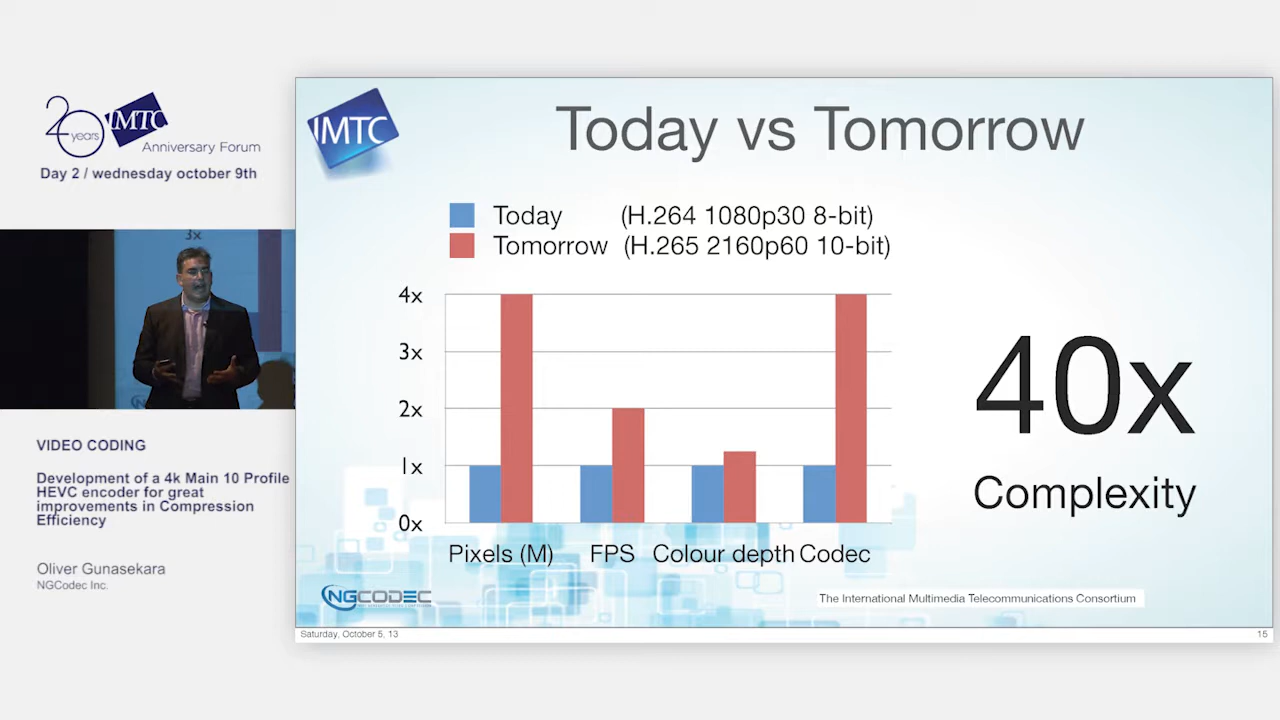 20 years IMTC
Anniversary Forum
Day 2 / wednesday october 9th
3x
VIDEO CODING
Development of a 4k Main 10 Profile
HEVC encoder for great
improvements in Compression
Efficiency
Oliver Gunasekara
NGCodec Inc.
IMTC
Today vs Tomorrow
Today (H.264 1080p30 8-bit)
Tomorrow (H.265 2160p60 10-bit)
4x
3x
2x
1x
0x
Pixels (M) FPS Colour depth Codec
40x
Complexity
NGCODEC
The International Multimedia Telecommunications Consortium
Saturday, October 5, 13
15